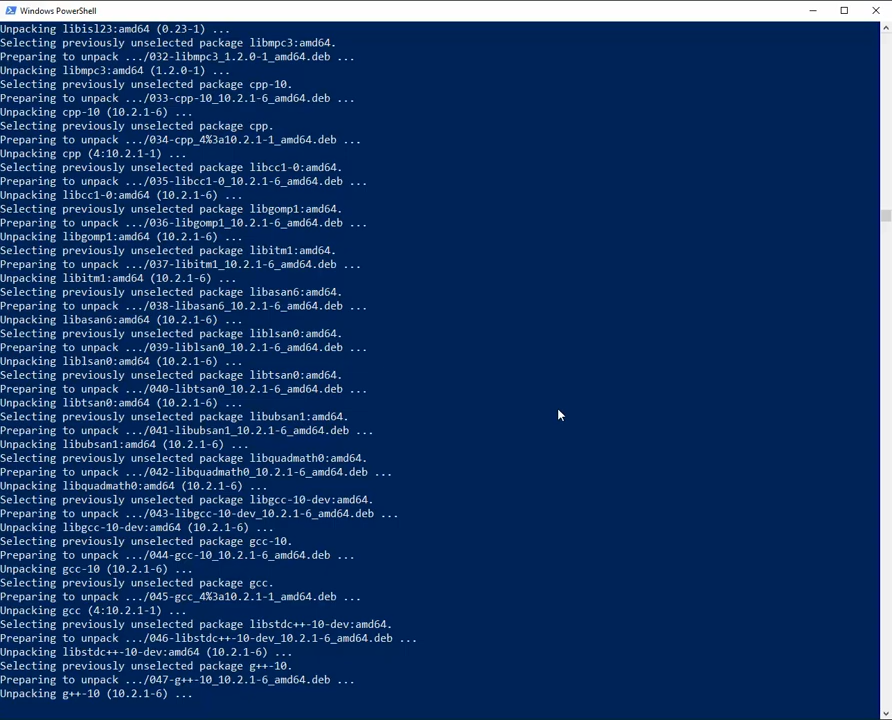 Windows PowerShell
Unpacking libisl23:amd64 (0.23-1) ...
Selecting previously unselected package libmpc3:amd64.
Preparing to unpack .../032-libmpc3_1.2.0-1_amd64.deb ...
Unpacking libmpc3:amd64 (1.2.0-1) ...
Selecting previously unselected package cpp-10.
Preparing to unpack .../033-cpp-10_10.2.1-6_amd64.deb ...
Unpacking cpp-10 (10.2.1-6) ...
Selecting previously unselected package cpp.
Preparing to unpack .../034-cpp_4%3a10.2.1-1_amd64.deb ...
Unpacking cpp (4:10.2.1-1) ...
Selecting previously unselected package libcc1-0:amd64.
Preparing to unpack .../035-libcc1-0_10.2.1-6_amd64.deb ...
Unpacking libcc1-0:amd64 (10.2.1-6) ...
Selecting previously unselected package libgomp1:amd64.
Preparing to unpack .../036-libgomp1_10.2.1-6_amd64.deb ...
Unpacking libgomp1:amd64 (10.2.1-6) ...
Selecting previously unselected package libitm1:amd64.
Preparing to unpack .../037-libitm1_10.2.1-6_amd64.deb ...
Unpacking libitm1:amd64 (10.2.1-6) ...
Selecting previously unselected package libasan6:amd64.
Preparing to unpack .../038-libasan6_10.2.1-6_amd64.deb ...
Unpacking libasan6:amd64 (10.2.1-6) ...
Selecting previously unselected package liblsan0:amd64.
Preparing to unpack .../039-liblsan0_10.2.1-6_amd64.deb ...
Unpacking liblsan0:amd64 (10.2.1-6) ...
Selecting previously unselected package libtsan0:amd64.
Preparing to unpack .../040-libtsan0_10.2.1-6_amd64.deb ...
Unpacking libtsan0:amd64 (10.2.1-6) ...
Selecting previously unselected package libubsan1:amd64.
Preparing to unpack .../041-libubsan1_10.2.1-6_amd64.deb ...
Unpacking libubsan1:amd64 (10.2.1-6) ...
Selecting previously unselected package libquadmath0:amd64.
Preparing to unpack .../042-libquadmath0_10.2.1-6_amd64.deb ...
Unpacking libquadmath0:amd64 (10.2.1-6) ...
Selecting previously unselected package libgcc-10-dev:amd64.
Preparing to unpack .../043-libgcc-10-dev_10.2.1-6_amd64.deb ...
Unpacking libgcc-10-dev:amd64 (10.2.1-6) ...
Selecting previously unselected package gcc-10.
Preparing to unpack .../044-gcc-10_10.2.1-6_amd64.deb ...
Unpacking gcc-10 (10.2.1-6) ...
Selecting previously unselected package gcc.
Preparing to unpack .../045-gcc_4%3a10.2.1-1_amd64.deb ...
Unpacking gcc (4:10.2.1-1) ...
Selecting previously unselected package libstdc++-10-dev:amd64.
Preparing to unpack .../046-libstdc++-10-dev_10.2.1-6_amd64.deb ...
Unpacking libstdc++-10-dev:amd64 (10.2.1-6) ...
Selecting previously unselected package g++-10.
Preparing to unpack .../047-g++-10_10.2.1-6_amd64.deb ...
Unpacking g++-10 (10.2.1-6) ...